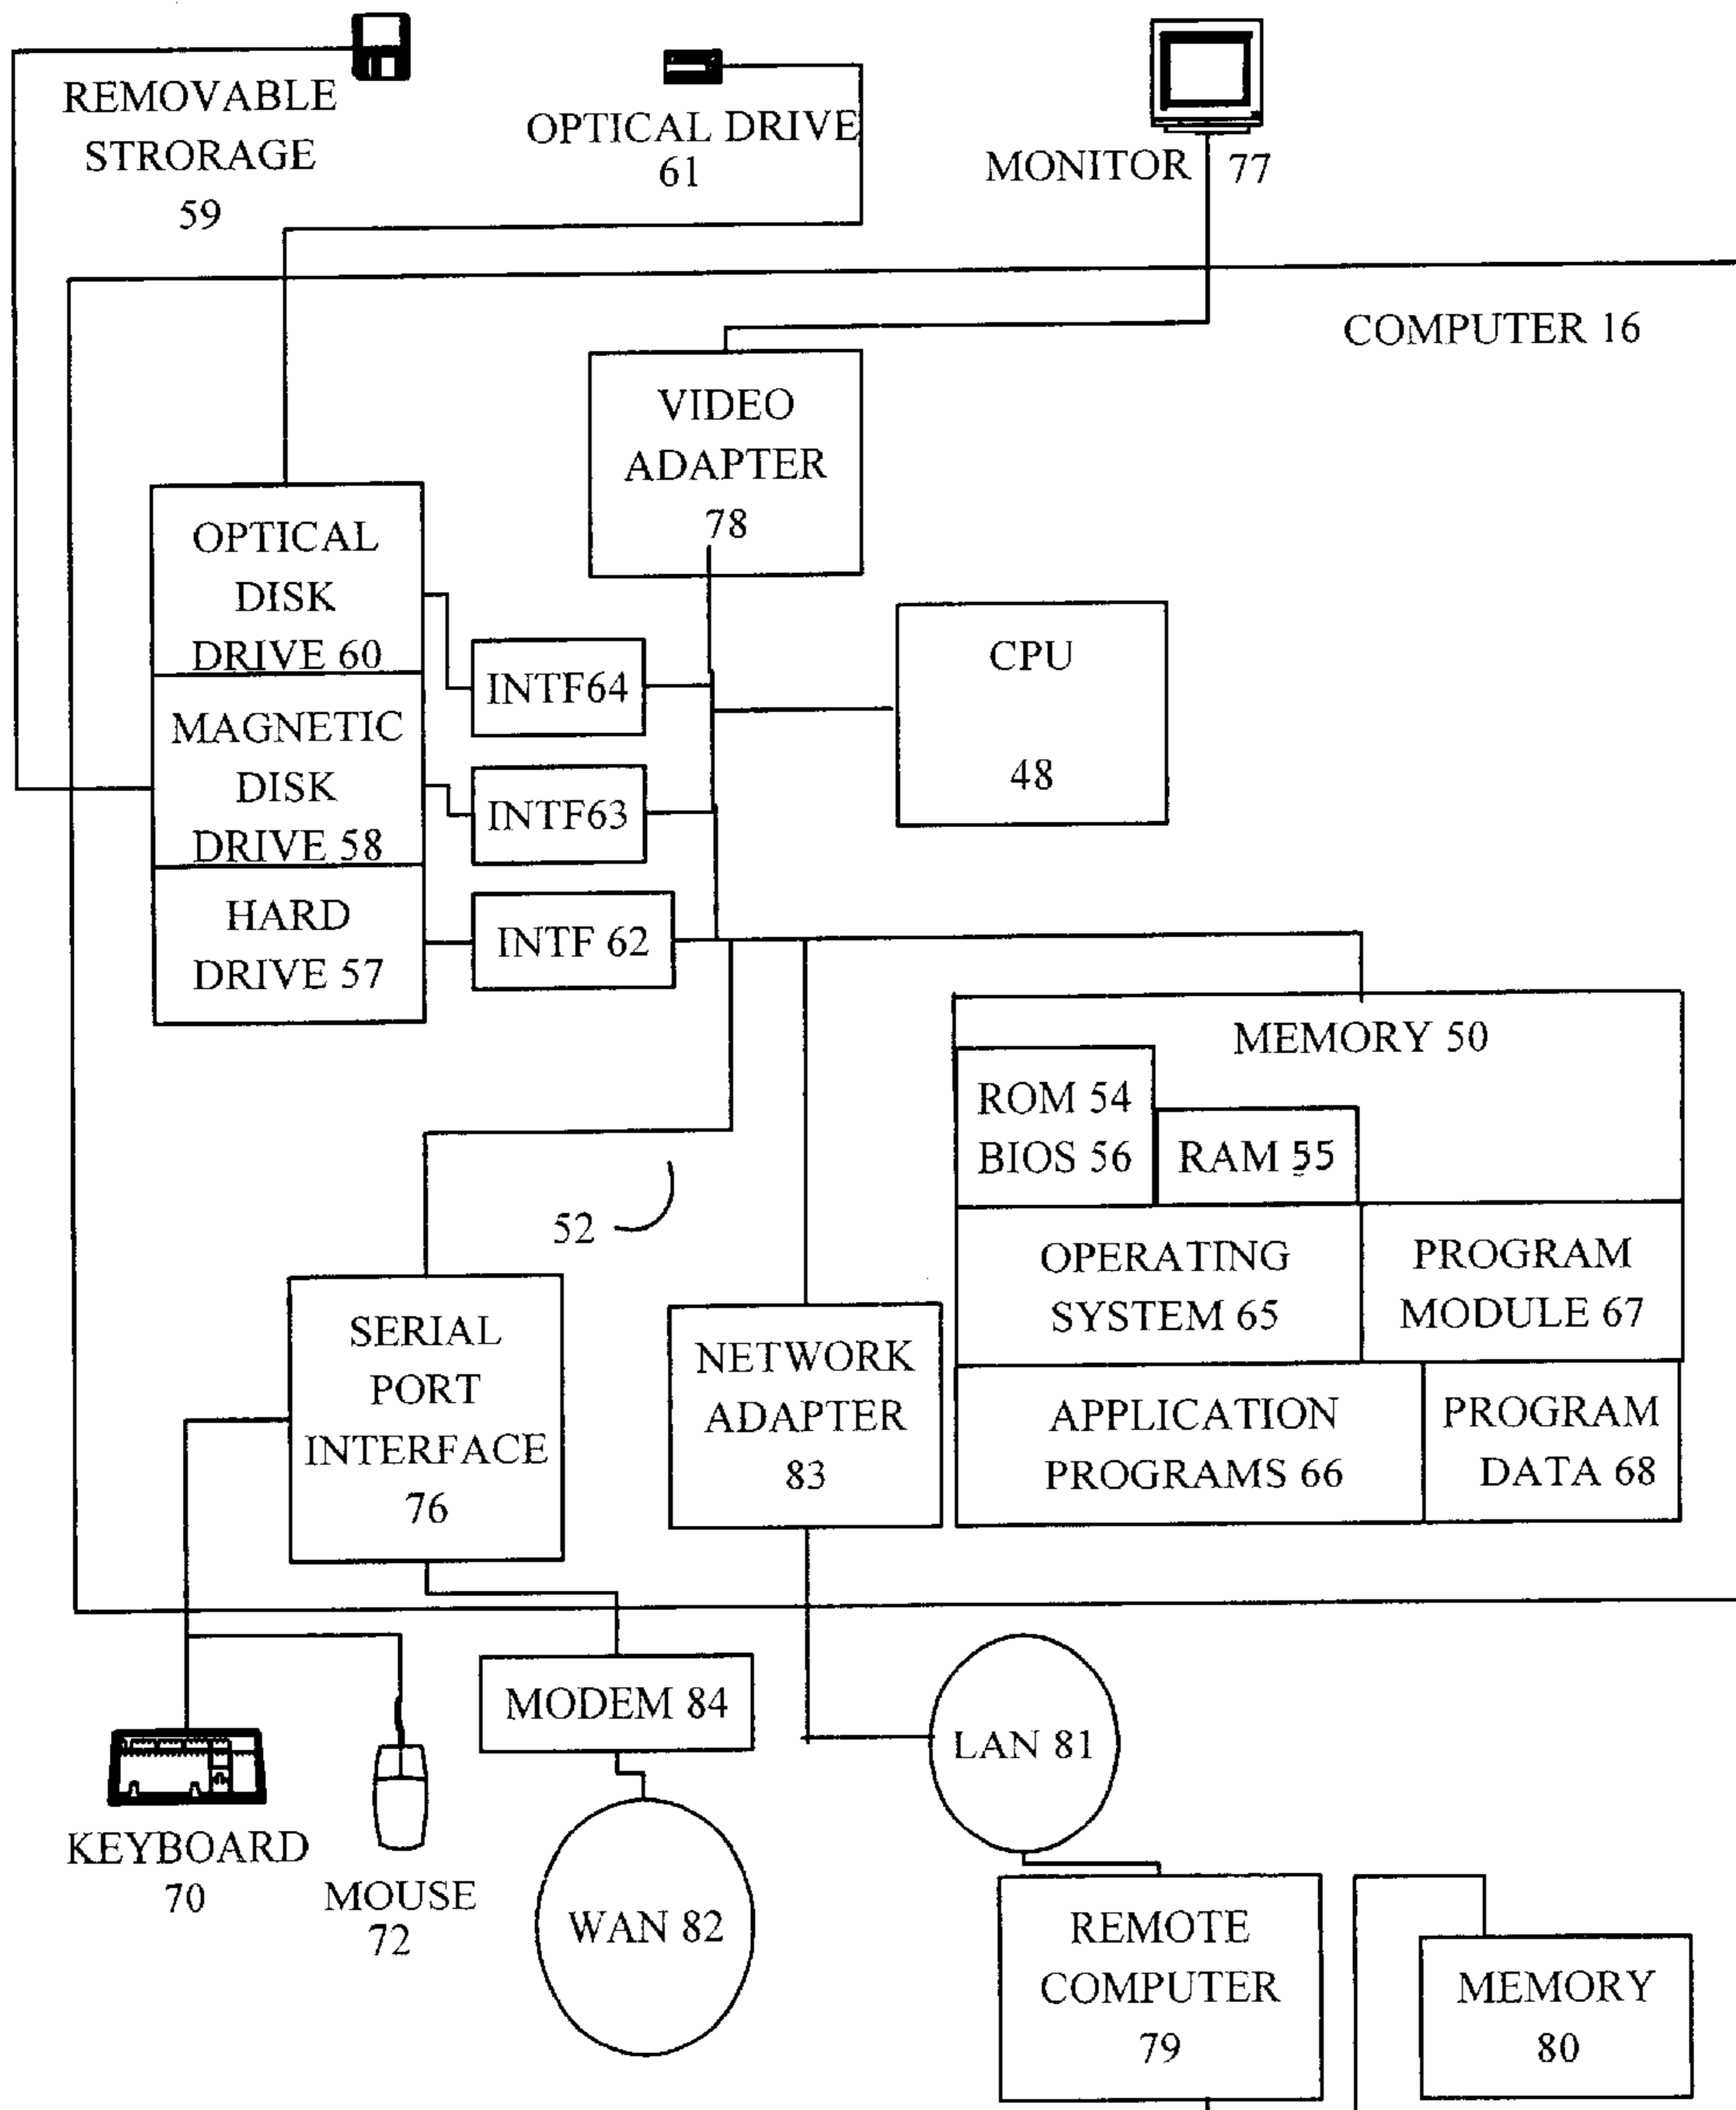 REMOVABLE
STRORAGE
59
OPTICAL DRIVE
61
MONITOR 77
COMPUTER 16
VIDEO
ADAPTER
78
OPTICAL
DISK
DRIVE 60
INTF64
CPU
48
MAGNETIC
DISK
DRIVE 58
INTF63
HARD
DRIVE 57
INTF 62
MEMORY 50
ROM 54
BIOS 56
RAM 55
52
OPERATING
SYSTEM 65
PROGRAM
MODULE 67
SERIAL
PORT
INTERFACE
76
NETWORK
ADAPTER
83
APPLICATION
PROGRAMS 66
PROGRAM
DATA 68
MODEM 84
LAN 81
KEYBOARD
70
MOUSE
72
WAN 82
REMOTE
COMPUTER
79
MEMORY
80